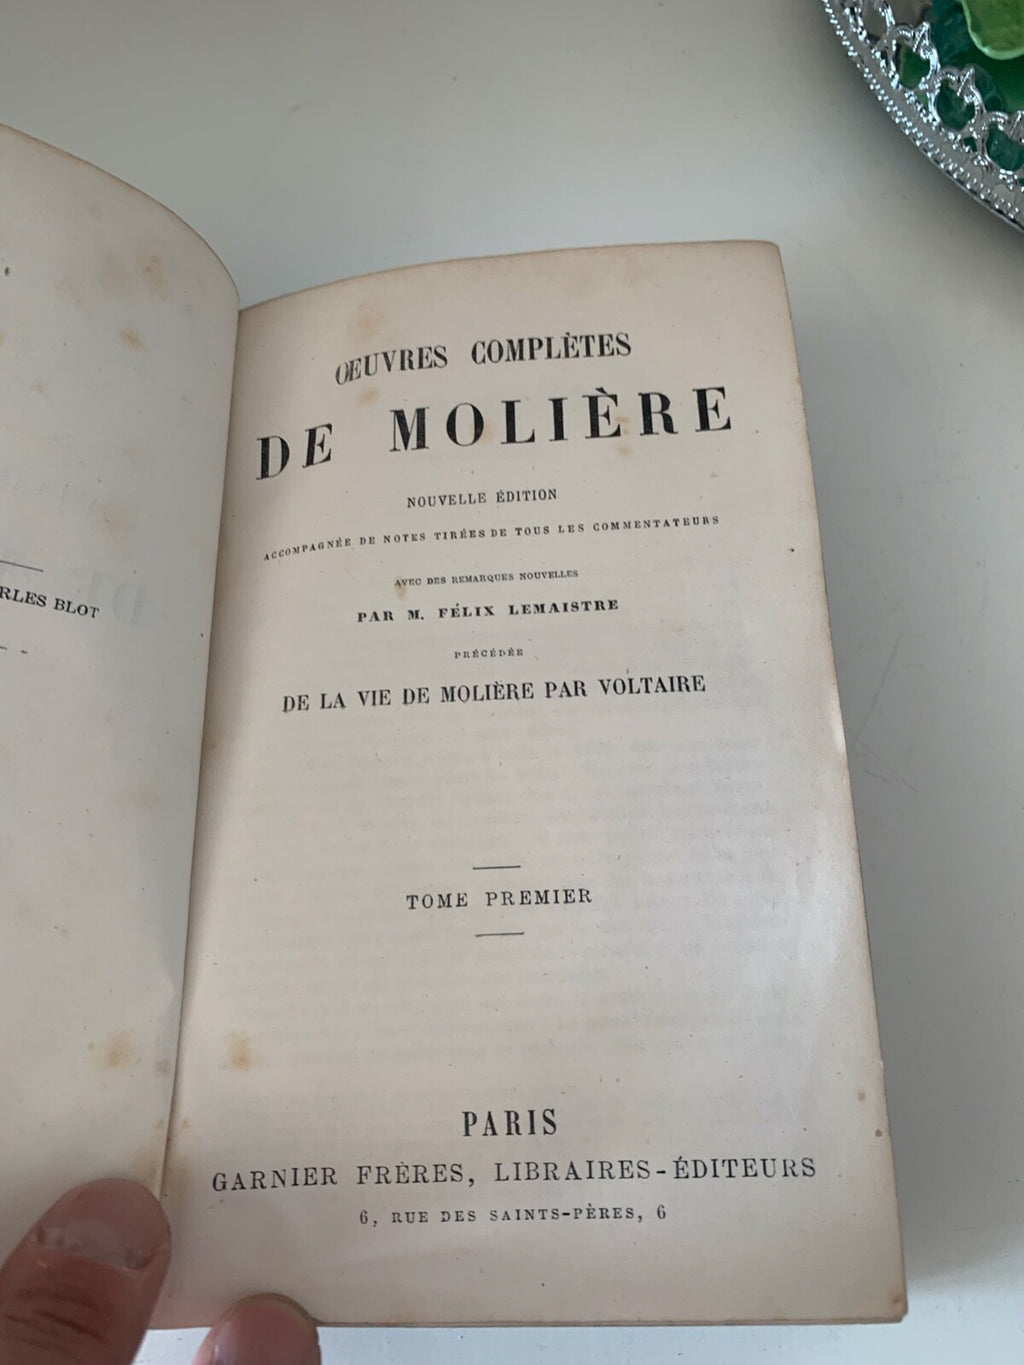 RLES BLOT
ŒUVRES COMPLÈTES
DE MOLIÈRE
NOUVELLE ÉDITION
ACCOMPAGNÉE DE NOTES TIRÉES DE TOUS LES COMMENTATEURS
AVEC DES REMARQUES NOUVELLES
PAR M. FÉLIX LEMAISTRE
PRÉCÉDÉE
DE LA VIE DE MOLIÈRE PAR VOLTAIRE
TOME PREMIER
PARIS
GARNIER FRÈRES, LIBRAIRES-ÉDITEURS
6, RUE DES SAINTS-PÈRES, 6